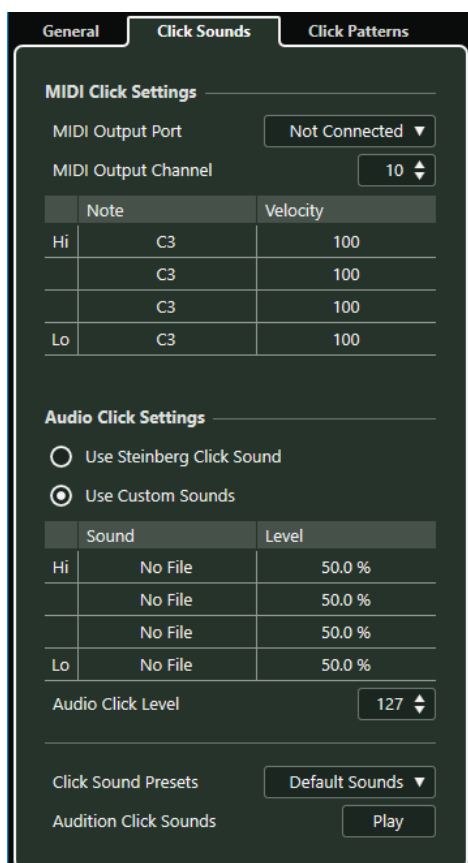 General Click Sounds Click Patterns
MIDI Click Settings
MIDI Output Port Not Connected
MIDI Output Channel 10
Note Velocity
Hi C3 100
C3 100
C3 100
Lo C3 100
Audio Click Settings
Use Steinberg Click Sound
Use Custom Sounds
Sound Level
Hi No File 50.0 %
No File 50.0 %
No File 50.0 %
Lo No File 50.0 %
Audio Click Level 127
Click Sound Presets Default Sounds
Audition Click Sounds Play